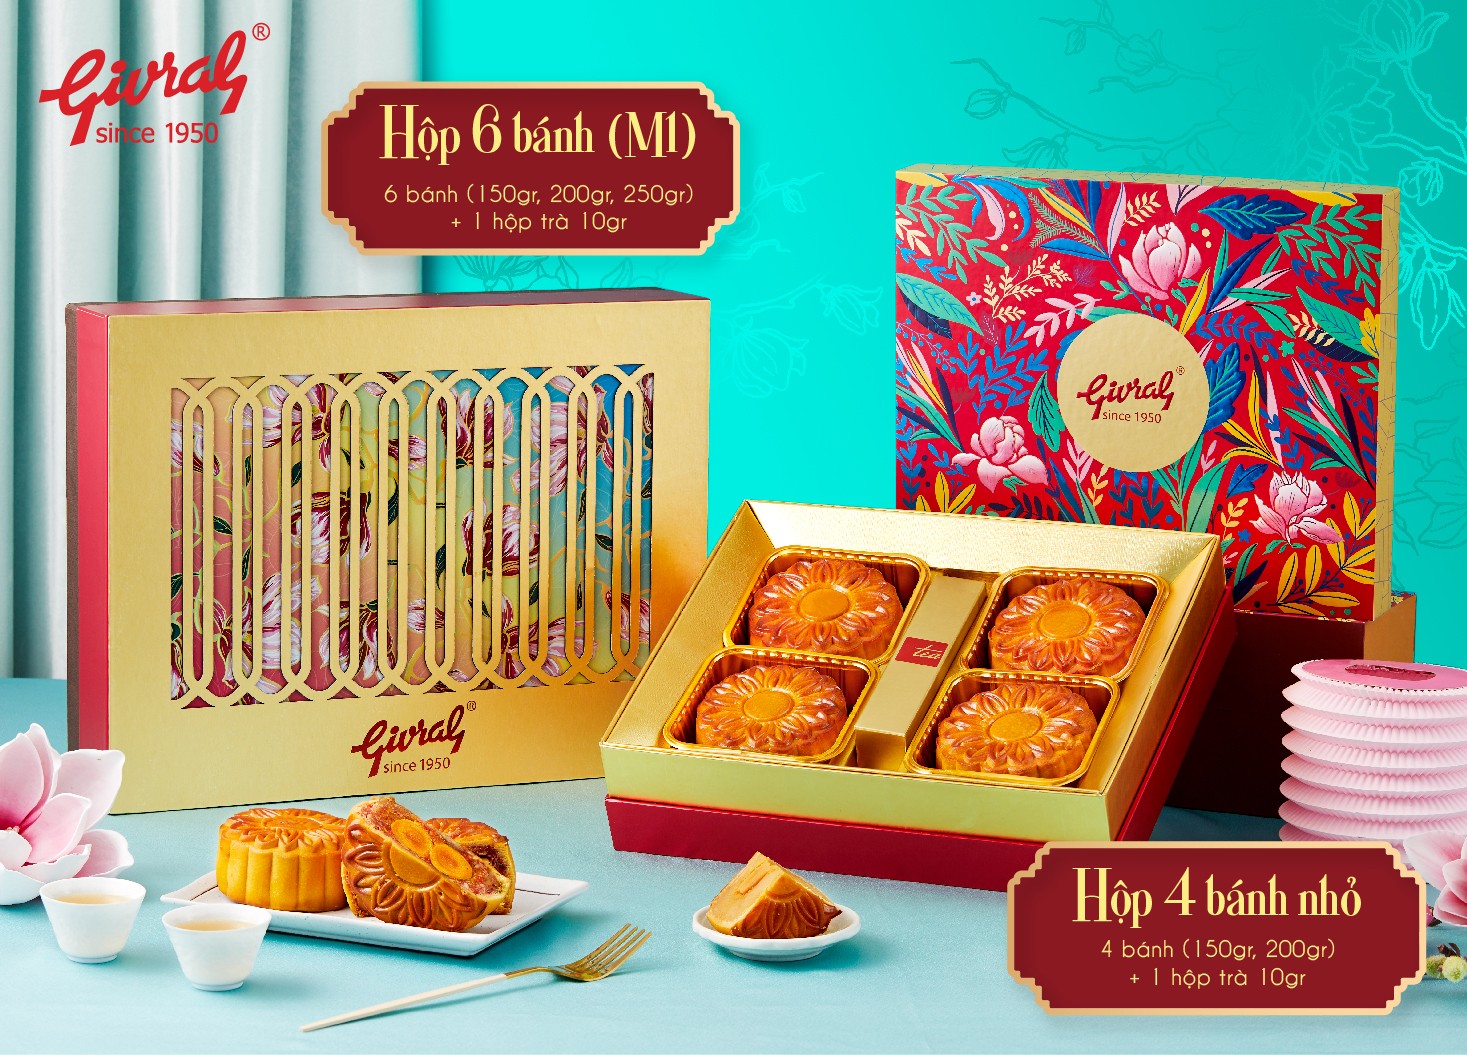 Givral®
since 1950
Hộp 6 bánh (M1)
6 bánh (150gr, 200gr, 250gr)
+ 1 hộp trà 10gr
Givral®
since 1950
Givral®
since 1950
tea
Hộp 4 bánh nhỏ
4 bánh (150gr, 200gr)
+ 1 hộp trà 10gr